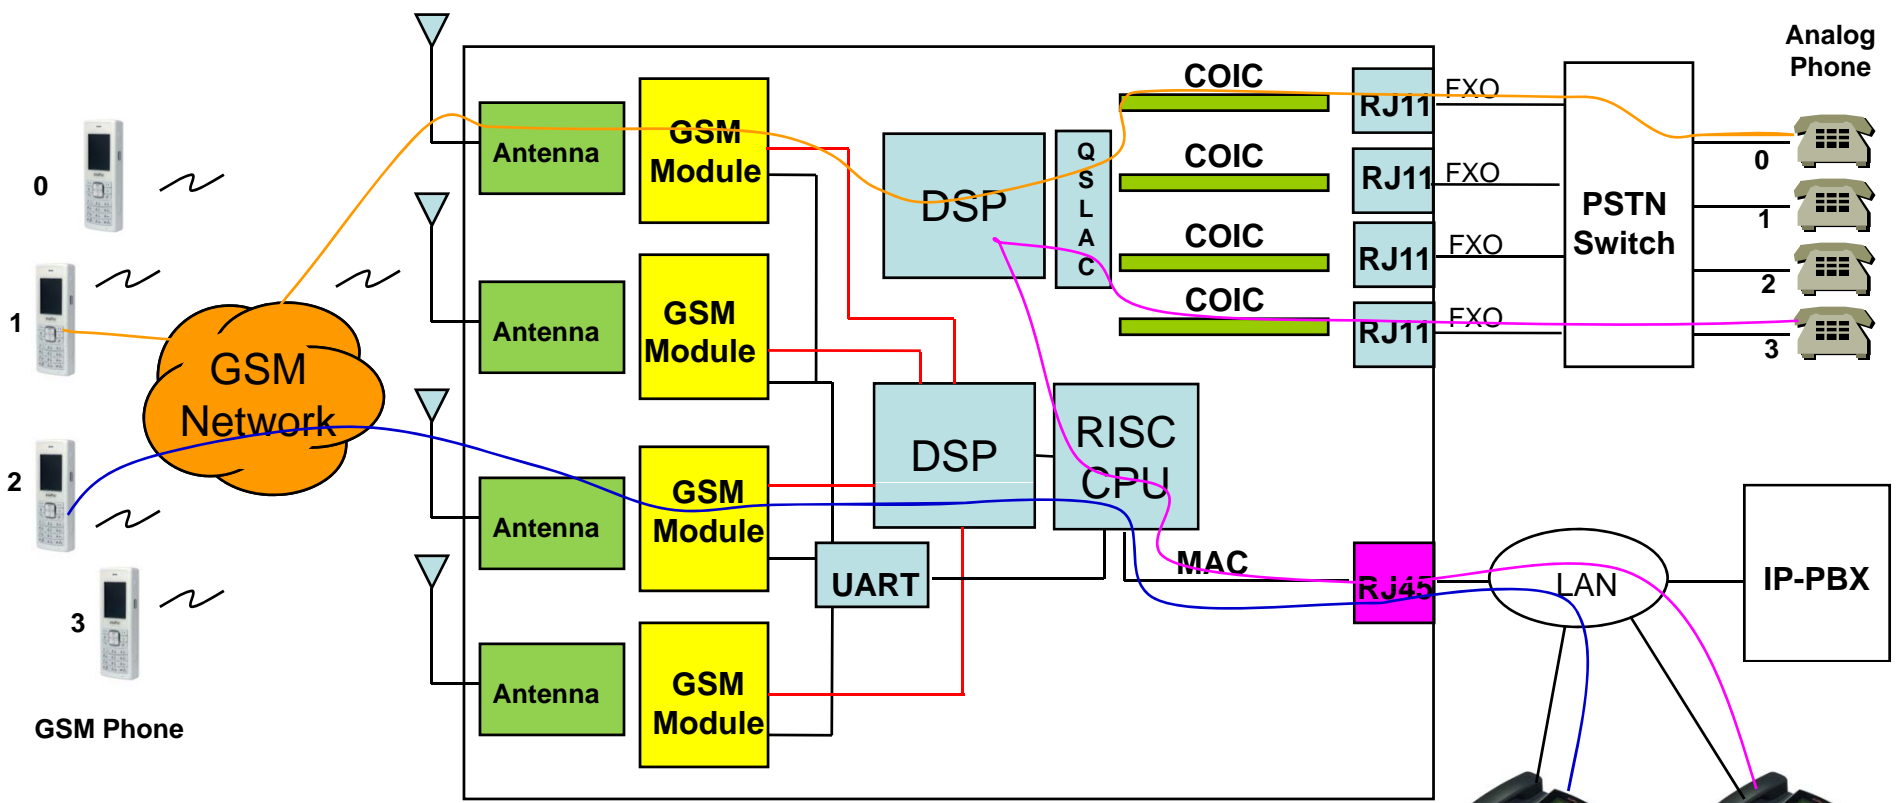 Analog
Phone
COIC
RJ11
FXO
GSM
Module
Antenna
0
Q
S
L
A
C
DSP
COIC
RJ11
FXO
0
PSTN
Switch
1
COIC
RJ11
FXO
2
1
GSM
Module
Antenna
COIC
RJ11
FXO
3
GSM
Network
DSP
RISC
CPU
2
GSM
Module
Antenna
UART
MAC
RJ45
LAN
IP-PBX
3
GSM
Module
Antenna
GSM Phone